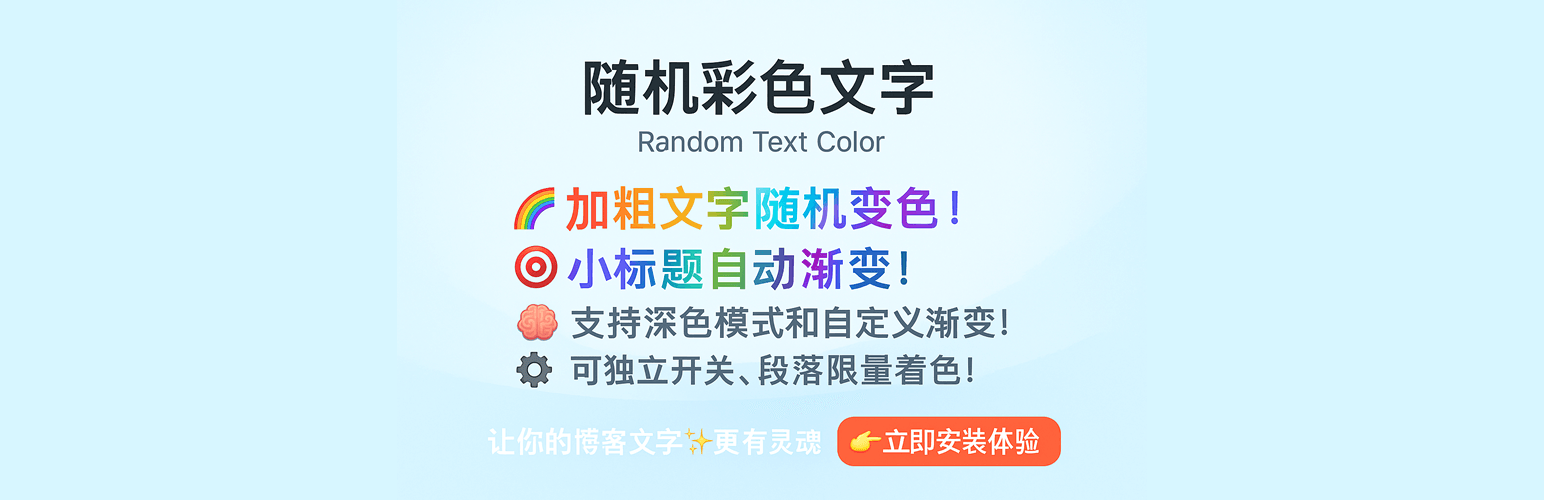 随机彩色文字
Random Text Color
🌈加粗文字随机变色！
🎯小标题自动渐变！
🧠 支持深色模式和自定义渐变！
⚙️ 可独立开关、段落限量着色！
让你的博客文字✨更有灵魂 👉立即安装体验